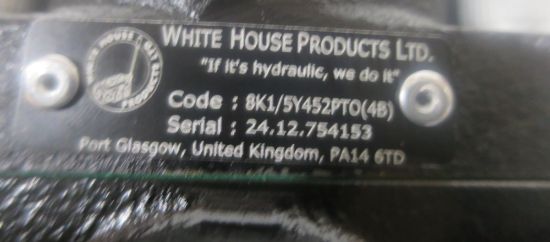 WHITE HOUSE PRODUCTS LTD.
"If it's hydraulic, we do it"
Code : 8K1/5Y452PTO(4B)
Serial : 24.12.754153
Port Glasgow, United Kingdom, PA14 6TD